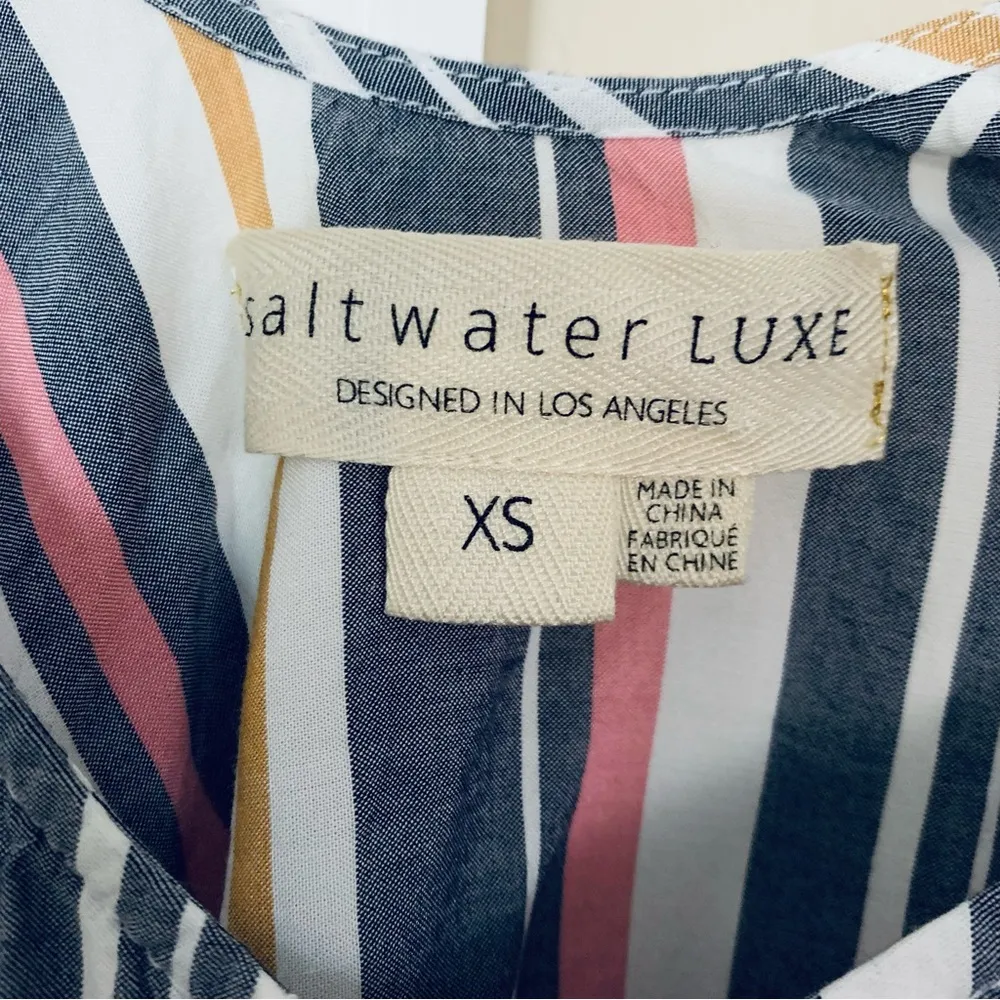 saltwater LUXE
DESIGNED IN LOS ANGELES
XS
MADE IN
CHINA
FABRIQUÉ
EN CHINE